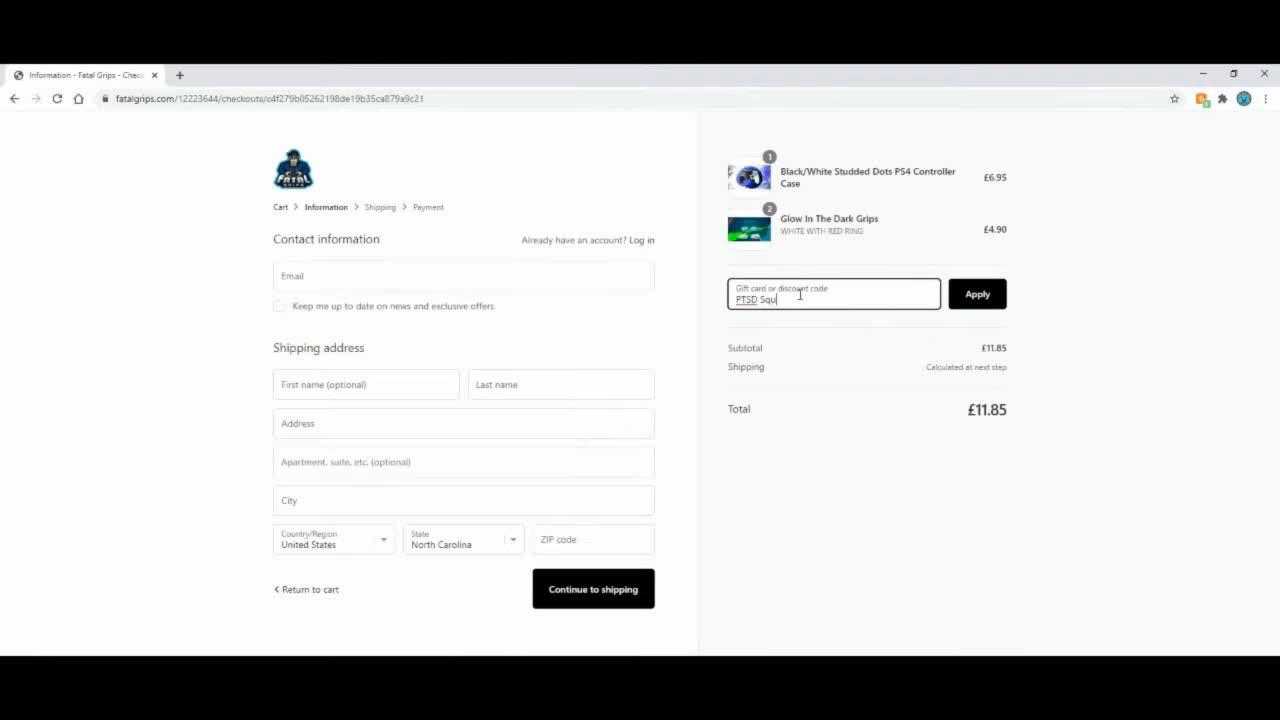 Information - Fatal Grips - Chec
fatalgrips.com/12223644/checkouts/o4f279b05262198de19b35ca879a9c21
FATAL
GRIPS
Cart > Information > Shipping > Payment
Contact information
Already have an account? Log in
Email
Keep me up to date on news and exclusive offers
Shipping address
First name (optional)
Last name
Address
Apartment, suite, etc. (optional)
City
Country/Region
United States
State
North Carolina
ZIP code
Return to cart
Continue to shipping
1
Black/White Studded Dots PS4 Controller
Case
£6.95
2
Glow In The Dark Grips
WHITE WITH RED RING
£4.90
Gift card or discount code
PTSD Squ
Apply
Subtotal
£11.85
Shipping
Calculated at next step
Total
£11.85